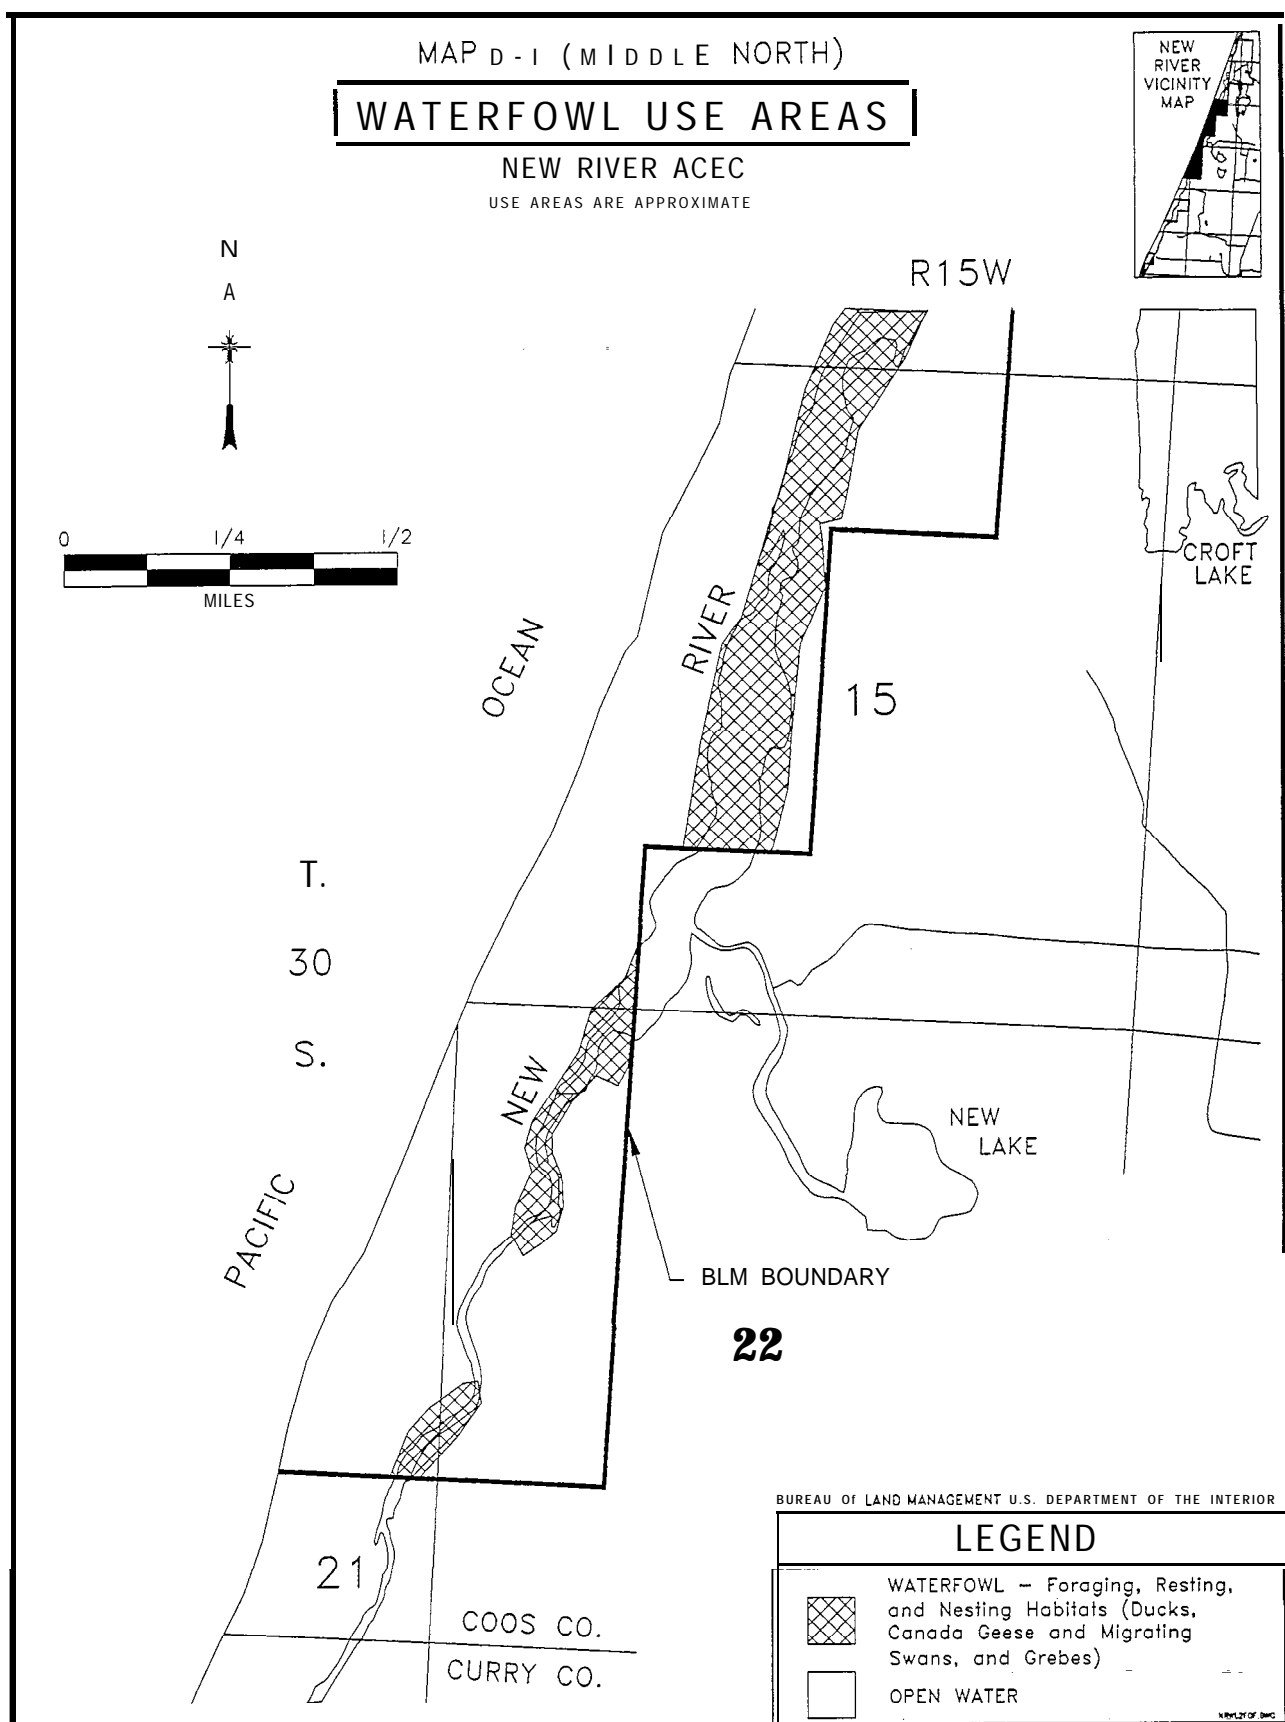 MAP D-I (MIDDLE NORTH)
WATERFOWL USE AREAS
NEW RIVER ACEC
USE AREAS ARE APPROXIMATE
NEW
RIVER
VICINITY
MAP
N
A
R15W
0 1/4 1/2
MILES
CROFT
LAKE
OCEAN
RIVER
15
T.
30
S.
NEW
NEW
LAKE
PACIFIC
BLM BOUNDARY
22
21
COOS CO.
CURRY CO.
BUREAU Of LAND MANAGEMENT U.S. DEPARTMENT OF THE INTERIOR
LEGEND
WATERFOWL – Foraging, Resting,
and Nesting Habitats (Ducks,
Canada Geese and Migrating
Swans, and Grebes)
OPEN WATER